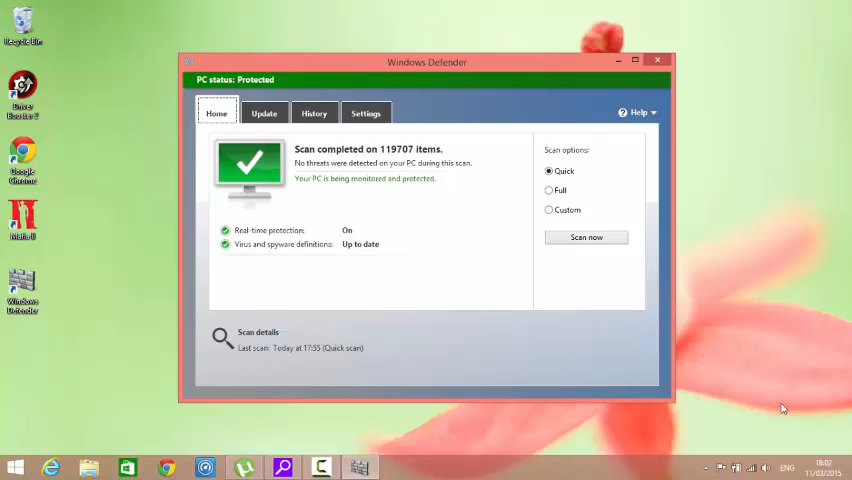 Recycle Bin
Driver
Booster 2
Google
Chrome
Mafia II
Windows
Defender
Windows Defender
PC status: Protected
Home
Update
History
Settings
Help
Scan completed on 119707 items.
No threats were detected on your PC during this scan.
Your PC is being monitored and protected.
Real-time protection: On
Virus and spyware definitions: Up to date
Scan options:
Quick
Full
Custom
Scan now
Scan details
Last scan: Today at 17:55 (Quick scan)
ENG
18:02
11/03/2015